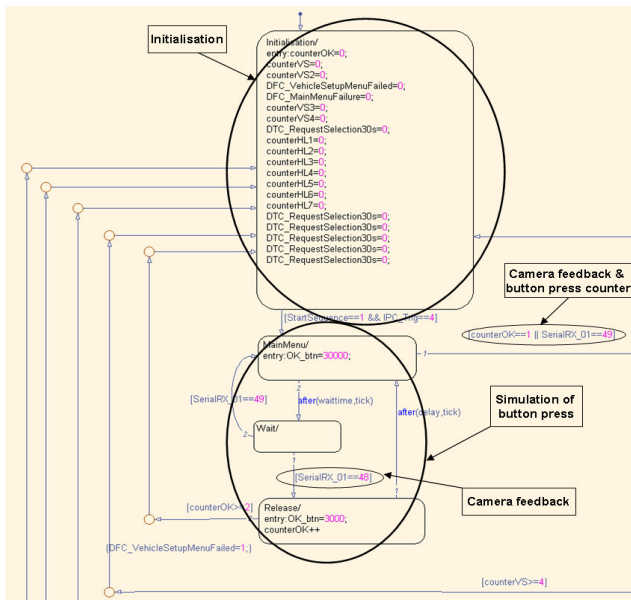 Initialisation
Initialisation/
entry:counterOK=0;
counterVS=0;
counterVS2=0;
DFC_VehicleSetupMenuFailed=0;
DFC_MainMenuFailure=0;
counterVS3=0;
counterVS4=0;
DTC_RequestSelection30s=0;
counterHL1=0;
counterHL2=0;
counterHL3=0;
counterHL4=0;
counterHL5=0;
counterHL6=0;
counterHL7=0;
DTC_RequestSelection30s=0;
DTC_RequestSelection30s=0;
DTC_RequestSelection30s=0;
DTC_RequestSelection30s=0;
DTC_RequestSelection30s=0;
Camera feedback &
button press counter
[StartSequence==1 && IPC_Trig==4]
[counterOK==1 || SerialRX_01==49]
MainMenu/
entry:OK_btn=30000;
1
2
[SerialRX_01==49]
after(waittime,tick)
after(delay,tick)
Simulation of
button press
Wait/
2
1
[SerialRX_01==48]
Camera feedback
1
[counterOK>=2]
1
Release/
entry:OK_btn=3000;
counterOK++
{DFC_VehicleSetupMenuFailed=1;}
[counterVS>=4]